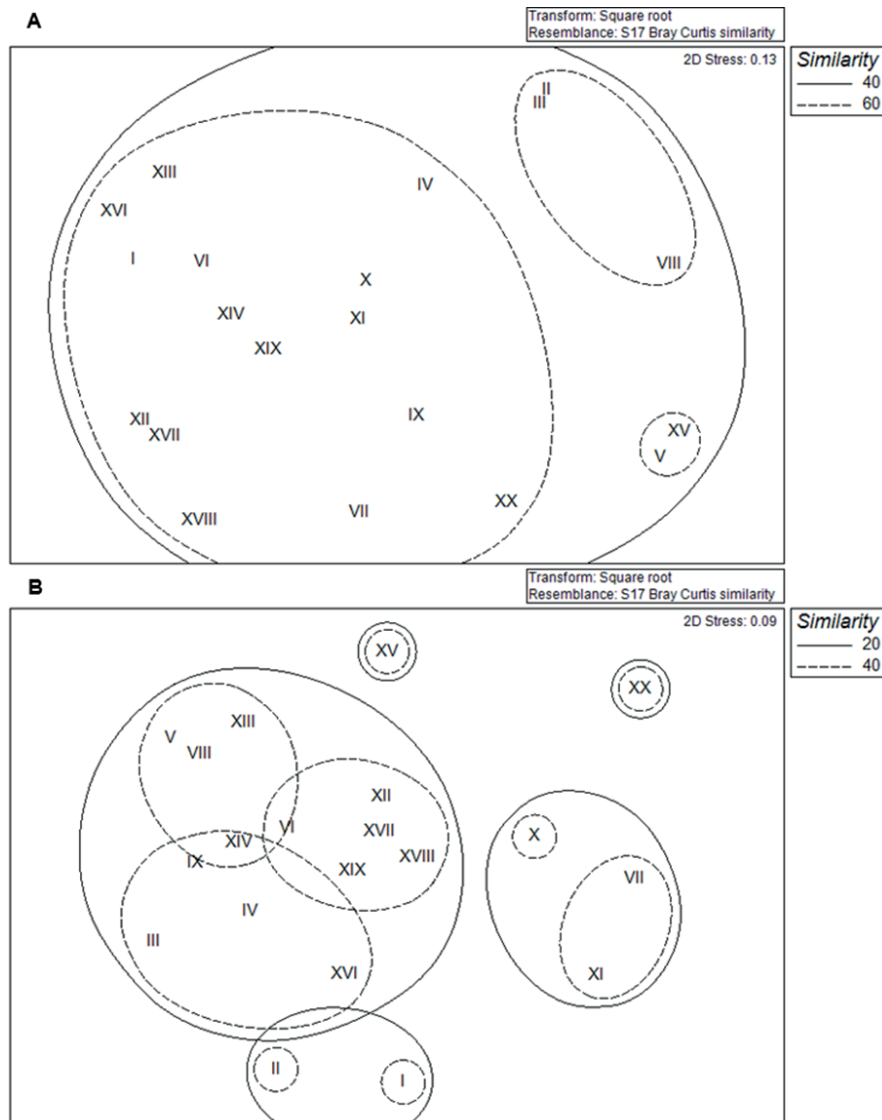 A
Transform: Square root
Resemblance: S17 Bray Curtis similarity
2D Stress: 0.13
Similarity
40
60
II
III
XIII
IV
XVI
I
VI
VIII
X
XIV
XI
XIX
XII
IX
XVII
XV
V
XX
VII
XVIII
B
Transform: Square root
Resemblance: S17 Bray Curtis similarity
2D Stress: 0.09
Similarity
20
40
XV
XX
XIII
V
VIII
XII
VI
XVII
X
XIV
XVIII
IX
XIX
VII
IV
III
XVI
XI
II
I